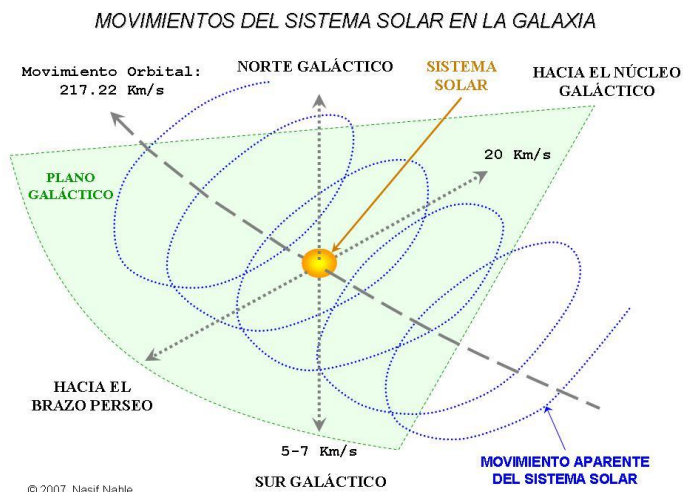 MOVIMIENTOS DEL SISTEMA SOLAR EN LA GALAXIA
Movimiento Orbital:
217.22 Km/s
NORTE GALÁCTICO
SISTEMA
SOLAR
HACIA EL NÚCLEO
GALÁCTICO
20 Km/s
PLANO
GALÁCTICO
HACIA EL
BRAZO PERSEO
5-7 Km/s
SUR GALÁCTICO
MOVIMIENTO APARENTE
DEL SISTEMA SOLAR
© 2007, Nasif Nahle